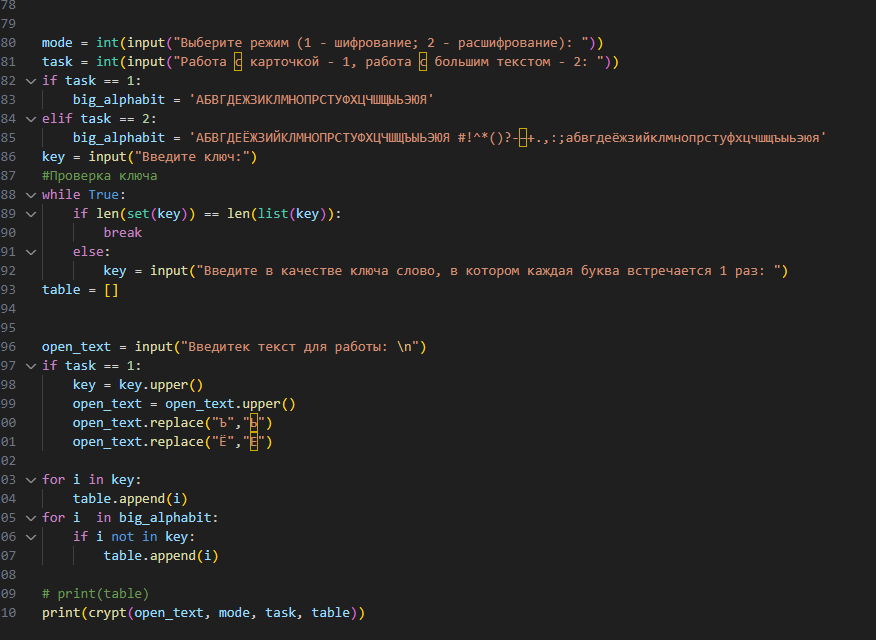 78
79
80 mode = int(input("Выберите режим (1 - шифрование; 2 - расшифрование): "))
81 task = int(input("Работа с карточкой - 1, работа с большим текстом - 2: "))
82 if task == 1:
83     big_alphabit = 'АБВГДЕЖЗИКЛМНОПРСТУФХЦЧШЩЫЬЭЮЯ'
84 elif task == 2:
85     big_alphabit = 'АБВГДЕЁЖЗИЙКЛМНОПРСТУФХЦЧШЩЪЫЬЭЮЯ #!^*()?-–+.,:;абвгдеёжзийклмнопрстуфхцчшщъыьэюя'
86 key = input("Введите ключ:")
87 #Проверка ключа
88 while True:
89     if len(set(key)) == len(list(key)):
90         break
91     else:
92         key = input("Введите в качестве ключа слово, в котором каждая буква встречается 1 раз: ")
93 table = []
94
95
96 open_text = input("Введитек текст для работы: \n")
97 if task == 1:
98     key = key.upper()
99     open_text = open_text.upper()
00     open_text.replace("Ъ","Ь")
01     open_text.replace("Ё","Е")
02
03 for i in key:
04     table.append(i)
05 for i  in big_alphabit:
06     if i not in key:
07         table.append(i)
08
09 # print(table)
10 print(crypt(open_text, mode, task, table))